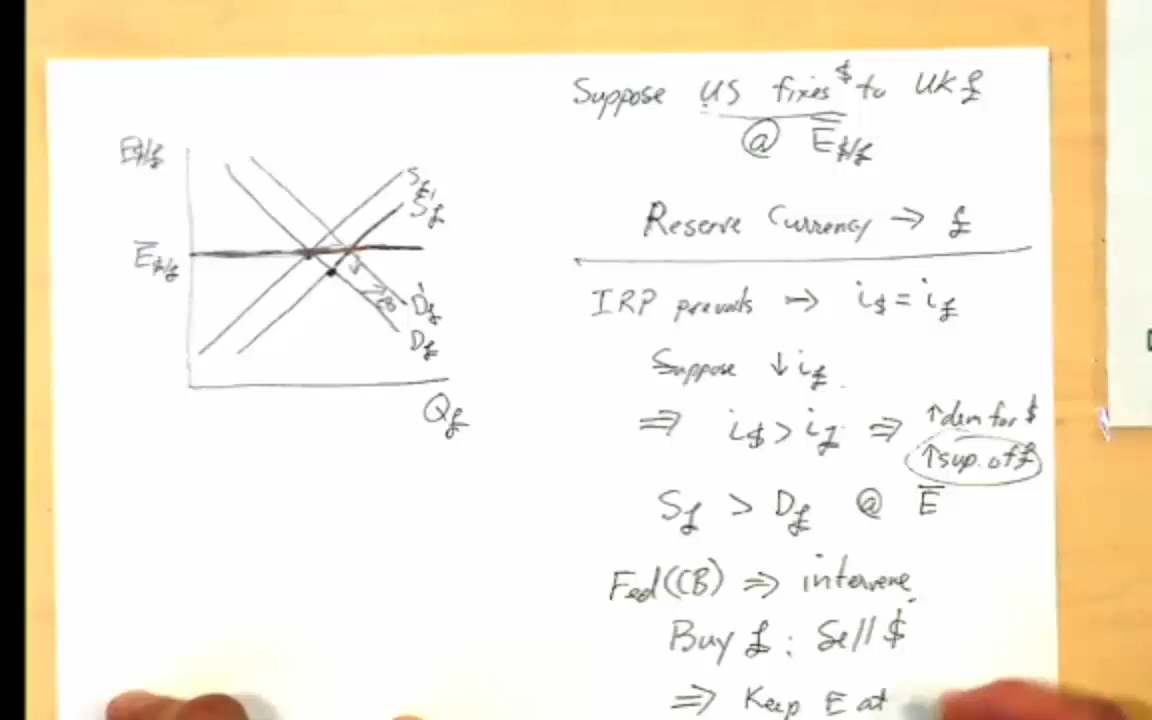 Suppose US fixes $ to UK £
@ E̅$/£
Reserve Currency → £
IRP prevails → i$ = i£
Suppose ↓i£
⇒ i$ > i£ ⇒ ↑dem for $
↑sup. of £
S£ > D£ @ E̅
Fed(CB) ⇒ intervene.
Buy £ : Sell $
⇒ Keep E at
E$/£
S£
S'£
E̅$/£
D'£
D£
Q£